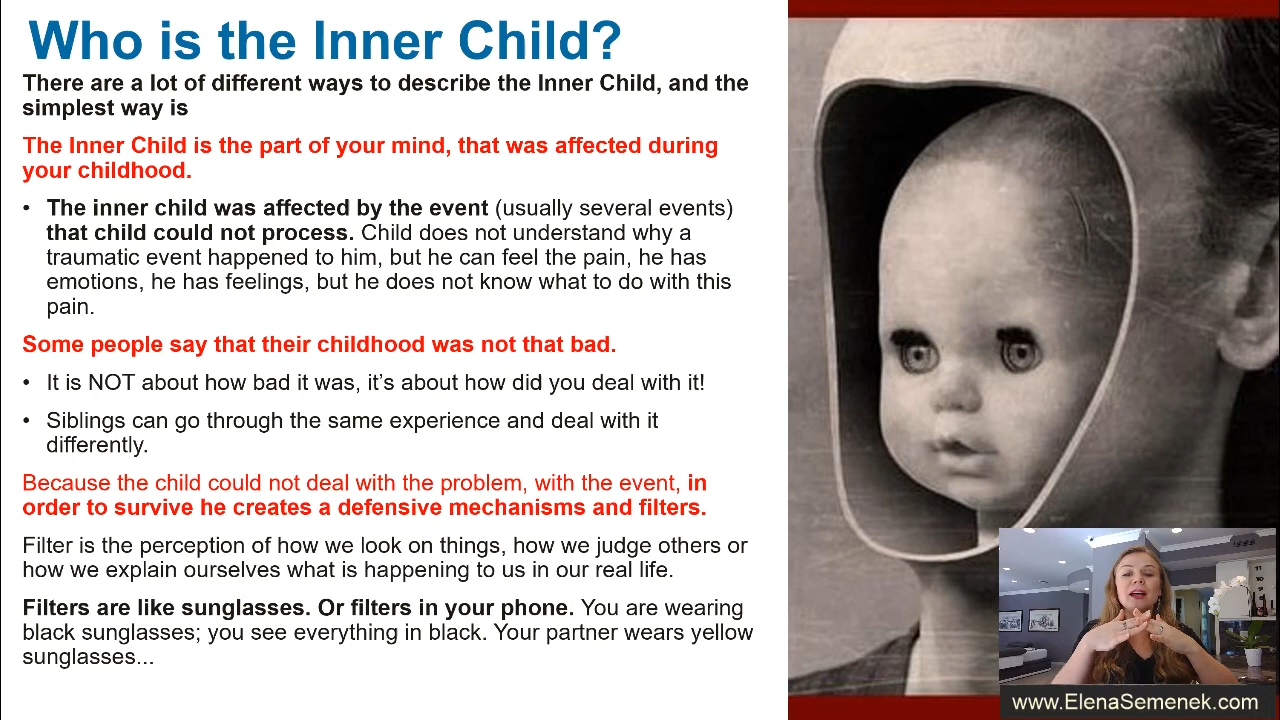 Who is the Inner Child?
There are a lot of different ways to describe the Inner Child, and the
simplest way is
The Inner Child is the part of your mind, that was affected during
your childhood.
• The inner child was affected by the event (usually several events)
that child could not process. Child does not understand why a
traumatic event happened to him, but he can feel the pain, he has
emotions, he has feelings, but he does not know what to do with this
pain.
Some people say that their childhood was not that bad.
• It is NOT about how bad it was, it’s about how did you deal with it!
• Siblings can go through the same experience and deal with it
differently.
Because the child could not deal with the problem, with the event, in
order to survive he creates a defensive mechanisms and filters.
Filter is the perception of how we look on things, how we judge others or
how we explain ourselves what is happening to us in our real life.
Filters are like sunglasses. Or filters in your phone. You are wearing
black sunglasses; you see everything in black. Your partner wears yellow
sunglasses...
www.ElenaSemenek.com